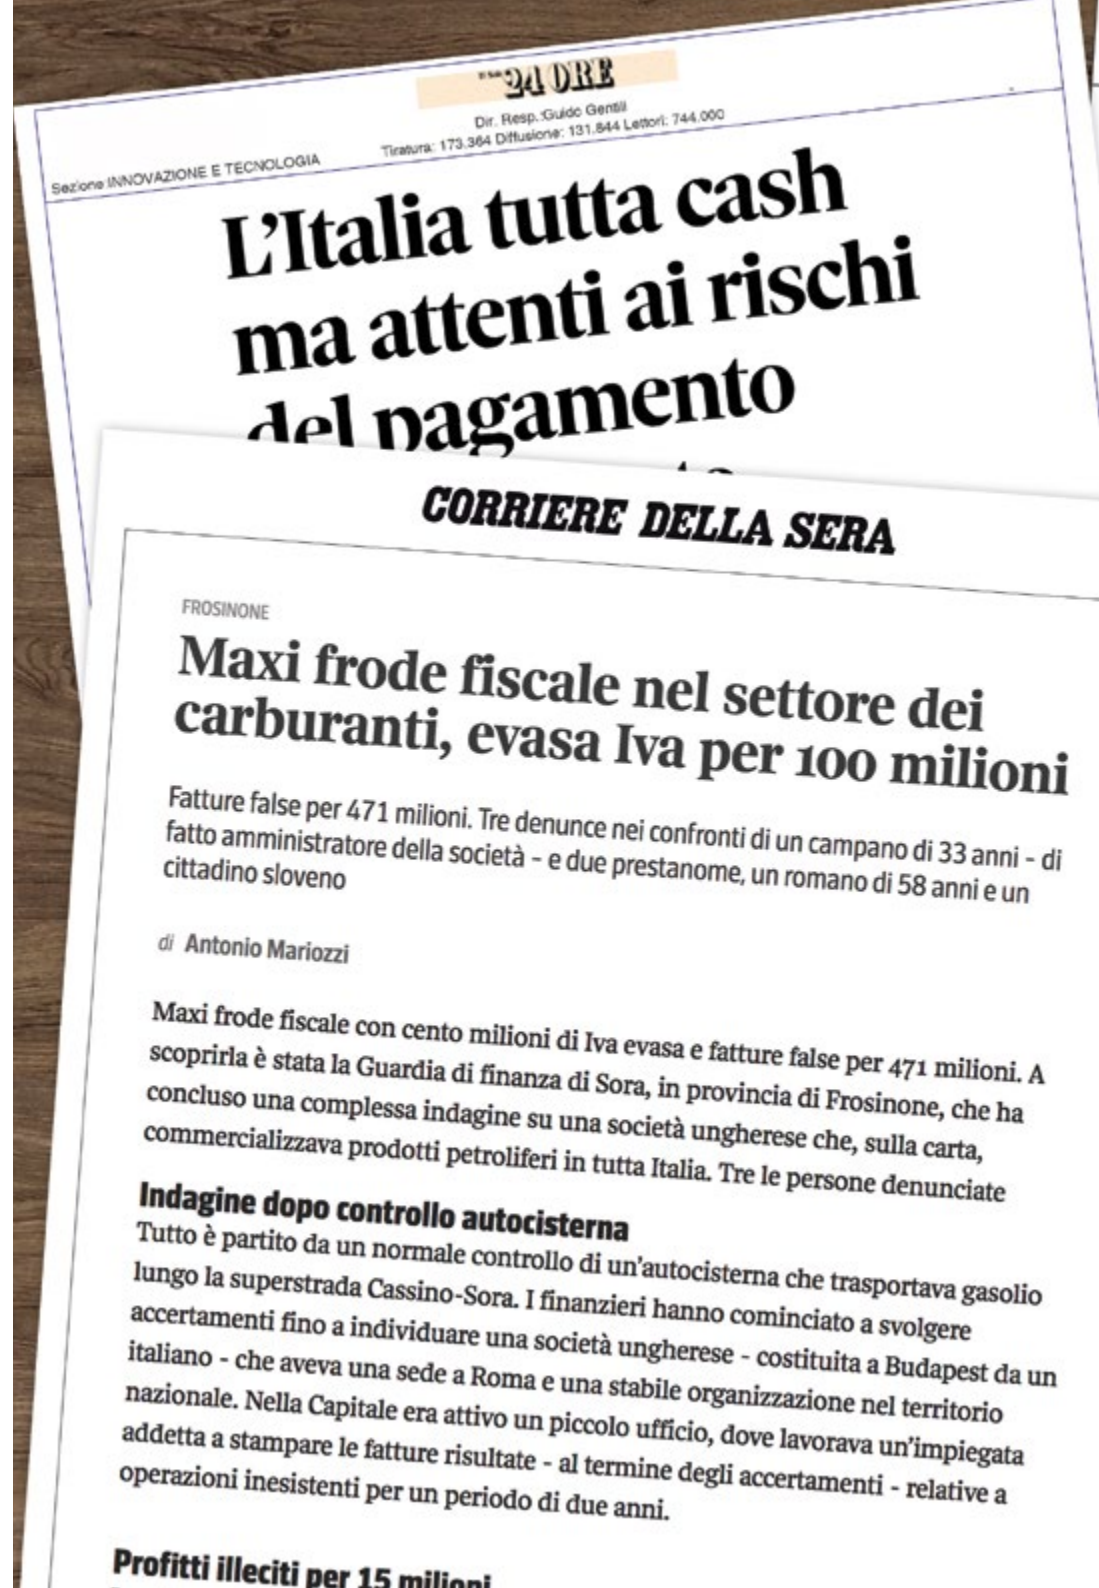 24 ORE
Dir. Resp.:Guido Gentili
Tiratura: 173.364 Diffusione: 131.844 Lettori: 744.000
Sezione:INNOVAZIONE E TECNOLOGIA
L’Italia tutta cash
ma attenti ai rischi
del pagamento
CORRIERE DELLA SERA
FROSINONE
Maxi frode fiscale nel settore dei
carburanti, evasa Iva per 100 milioni
Fatture false per 471 milioni. Tre denunce nei confronti di un campano di 33 anni - di
fatto amministratore della società - e due prestanome, un romano di 58 anni e un
cittadino sloveno
di Antonio Mariozzi
Maxi frode fiscale con cento milioni di Iva evasa e fatture false per 471 milioni. A
scoprirla è stata la Guardia di finanza di Sora, in provincia di Frosinone, che ha
concluso una complessa indagine su una società ungherese che, sulla carta,
commercializzava prodotti petroliferi in tutta Italia. Tre le persone denunciate
Indagine dopo controllo autocisterna
Tutto è partito da un normale controllo di un’autocisterna che trasportava gasolio
lungo la superstrada Cassino-Sora. I finanzieri hanno cominciato a svolgere
accertamenti fino a individuare una società ungherese - costituita a Budapest da un
italiano - che aveva una sede a Roma e una stabile organizzazione nel territorio
nazionale. Nella Capitale era attivo un piccolo ufficio, dove lavorava un’impiegata
addetta a stampare le fatture risultate - al termine degli accertamenti - relative a
operazioni inesistenti per un periodo di due anni.
Profitti illeciti per 15 milioni